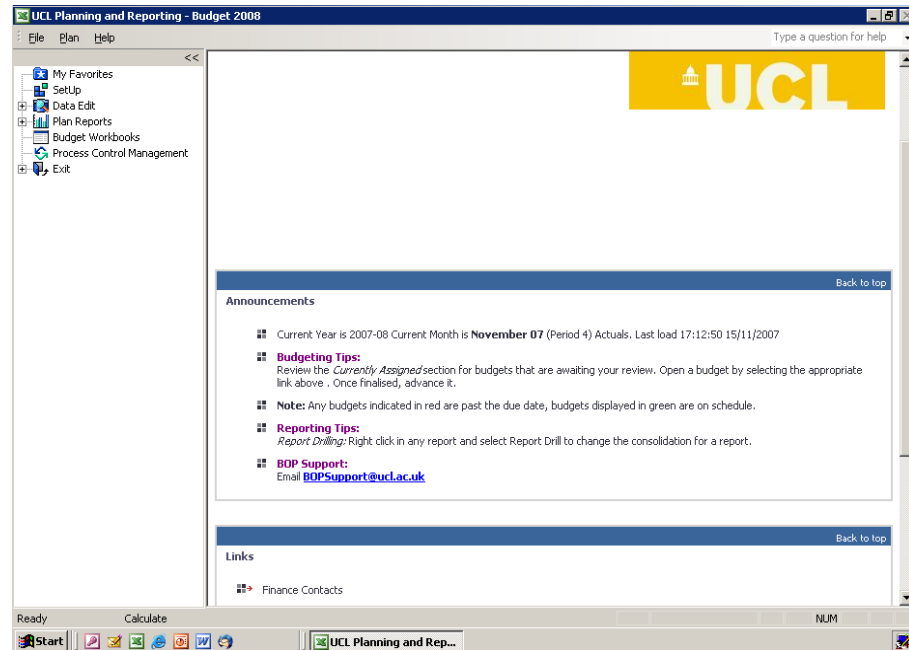 UCL Planning and Reporting - Budget 2008
File Plan Help
Type a question for help
<<
My Favorites
SetUp
Data Edit
Plan Reports
Budget Workbooks
Process Control Management
Exit
UCL
Back to top
Announcements
Current Year is 2007-08 Current Month is November 07 (Period 4) Actuals. Last load 17:12:50 15/11/2007
Budgeting Tips:
Review the Currently Assigned section for budgets that are awaiting your review. Open a budget by selecting the appropriate
link above . Once finalised, advance it.
Note: Any budgets indicated in red are past the due date, budgets displayed in green are on schedule.
Reporting Tips:
Report Drilling: Right click in any report and select Report Drill to change the consolidation for a report.
BOP Support:
Email BOPSupport@ucl.ac.uk
Back to top
Links
Finance Contacts
Ready Calculate NUM
Start UCL Planning and Rep...